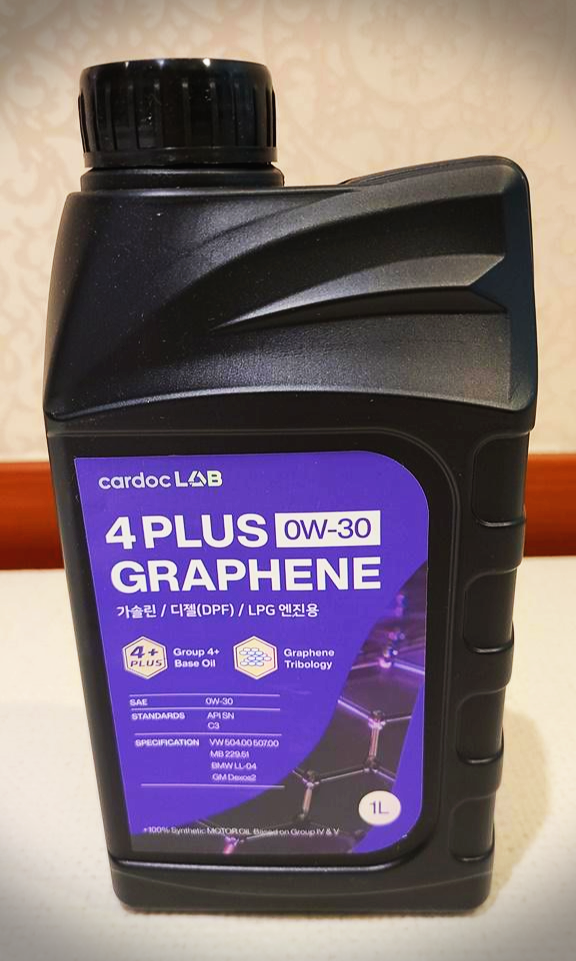 cardoc LAB
4PLUS 0W-30
GRAPHENE
가솔린 / 디젤(DPF) / LPG 엔진용
4+ PLUS
Group 4+ Base Oil
Graphene Tribology
SAE 0W-30
STANDARDS API SN
C3
SPECIFICATION VW 504.00 507.00
MB 229.51
BMW LL-04
GM Dexos2
1L
+100% Synthetic MOTOR OIL Based on Group IV & V